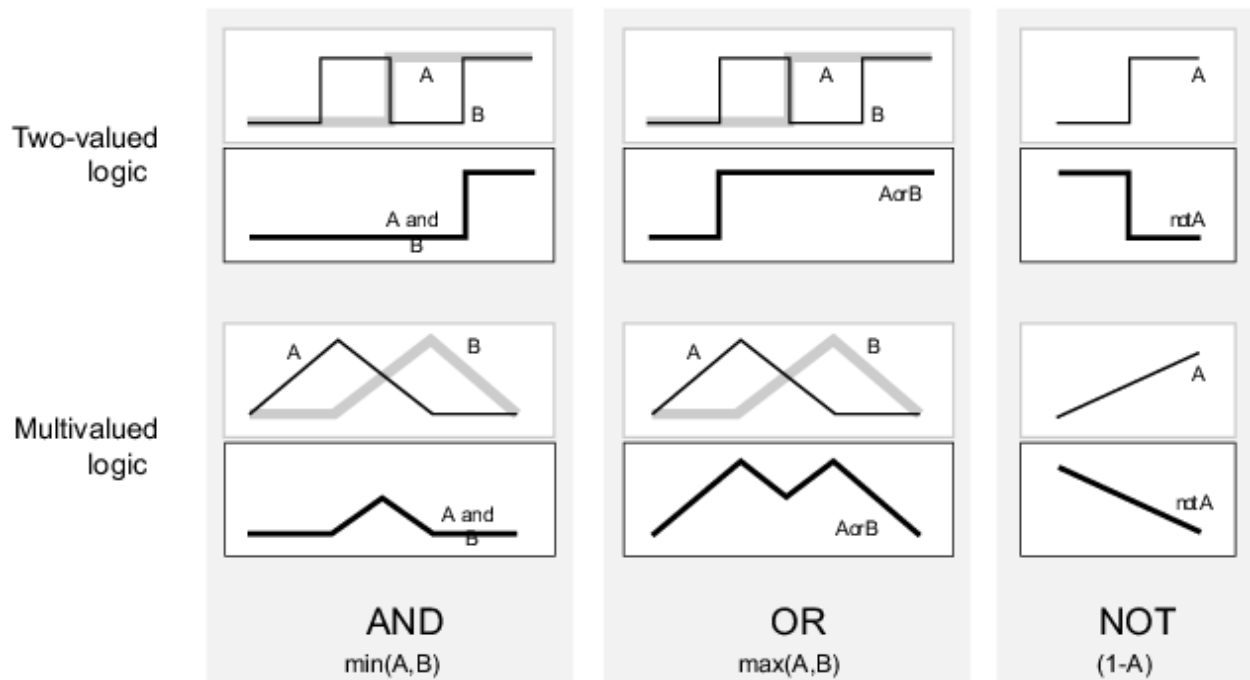 A
B
A
B
A
Two-valued
logic
A and
B
AorB
notA
A
B
A
B
A
Multivalued
logic
A and
B
AorB
notA
AND
OR
NOT
min(A,B)
max(A,B)
(1-A)